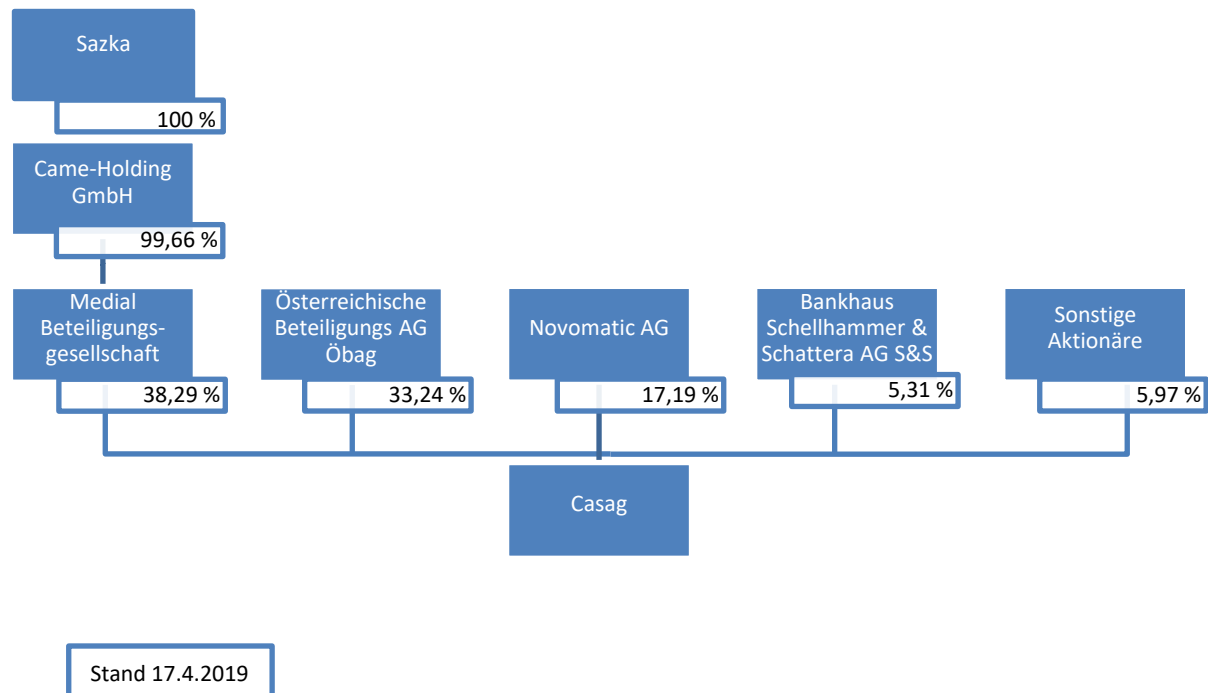 Sazka
100 %
Came-Holding
GmbH
99,66 %
Medial
Beteiligungs-
gesellschaft
38,29 %
Österreichische
Beteiligungs AG
Öbag
33,24 %
Novomatic AG
17,19 %
Bankhaus
Schellhammer &
Schattera AG S&S
5,31 %
Sonstige
Aktionäre
5,97 %
Casag
Stand 17.4.2019